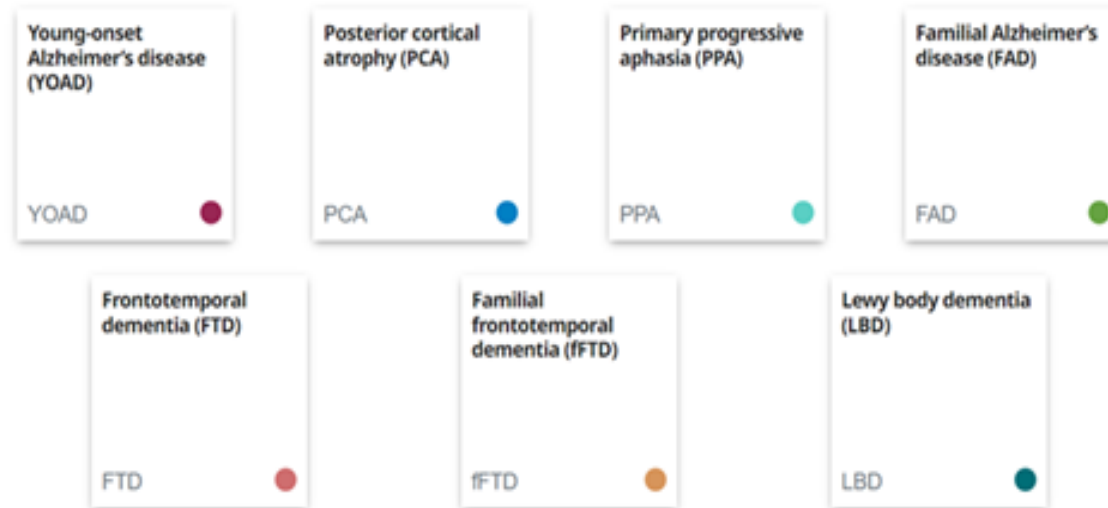 Young-onset
Alzheimer's disease
(YOAD)
YOAD
Posterior cortical
atrophy (PCA)
PCA
Primary progressive
aphasia (PPA)
PPA
Familial Alzheimer's
disease (FAD)
FAD
Frontotemporal
dementia (FTD)
FTD
Familial
frontotemporal
dementia (fFTD)
fFTD
Lewy body dementia
(LBD)
LBD